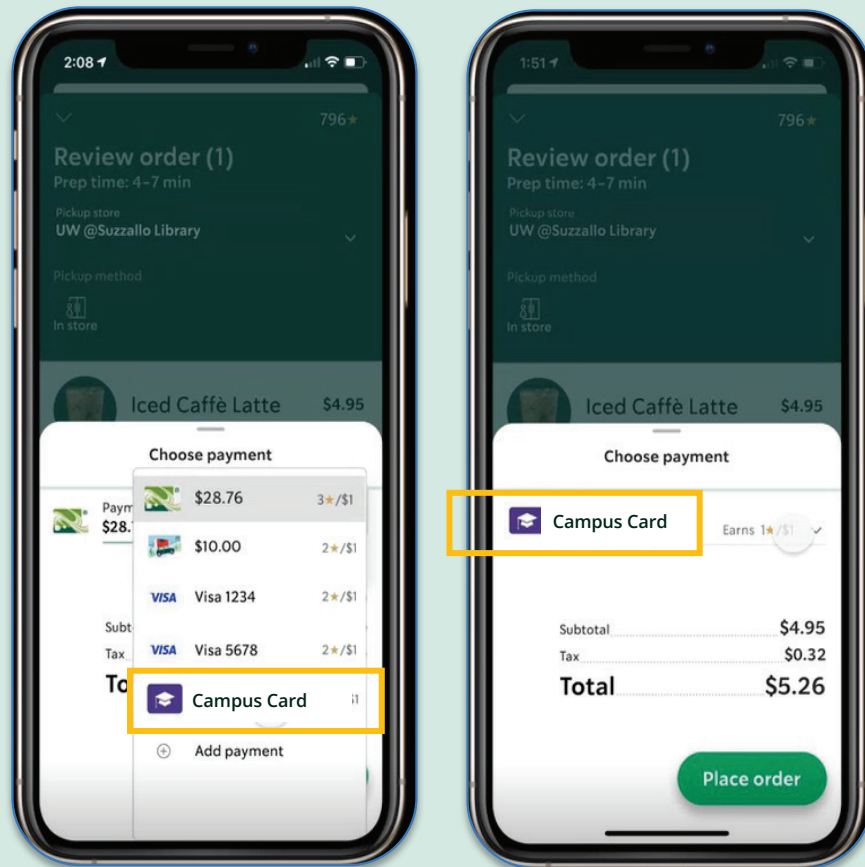 2:08
796★
Review order (1)
Prep time: 4-7 min
Pickup store
UW @Suzzallo Library
Pickup method
In store
Iced Caffè Latte $4.95
Choose payment
$28.76 3★/$1
$28.
$10.00 2★/$1
VISA Visa 1234 2★/$1
VISA Visa 5678 2★/$1
Tax
Campus Card
Add payment
1:51
796★
Review order (1)
Prep time: 4-7 min
Pickup store
UW @Suzzallo Library
Pickup method
In store
Iced Caffè Latte $4.95
Choose payment
Campus Card Earns 1★/$1
Subtotal $4.95
Tax $0.32
Total $5.26
Place order